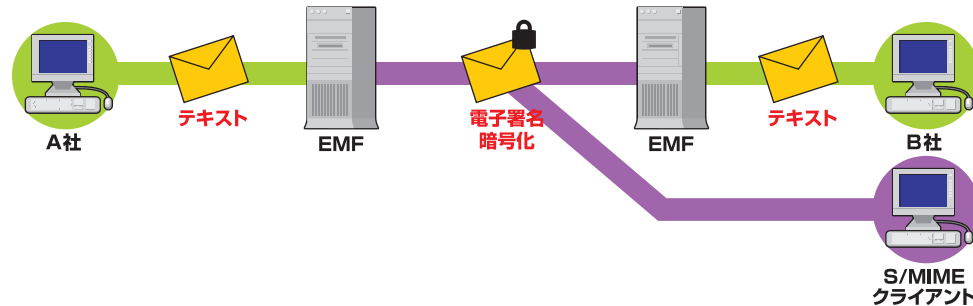 テキスト
電子署名
暗号化
テキスト
A社
EMF
EMF
B社
S/MIME
クライアント